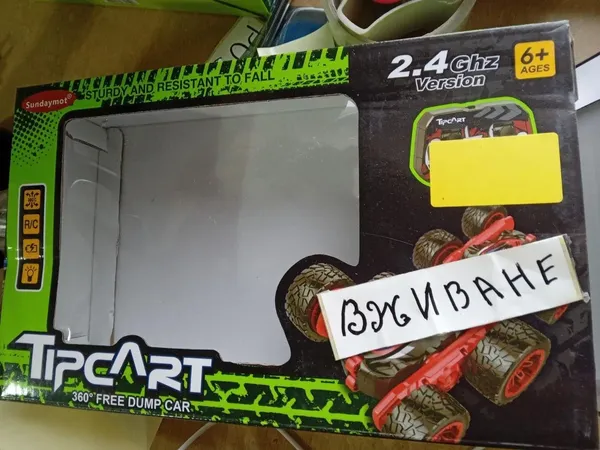 Sundaymot
STURDY AND RESISTANT TO FALL
2.4Ghz
Version
6+
AGES
TIPCART
R/C
ВЖИВАНЕ
TIPCART
360° FREE DUMP CAR